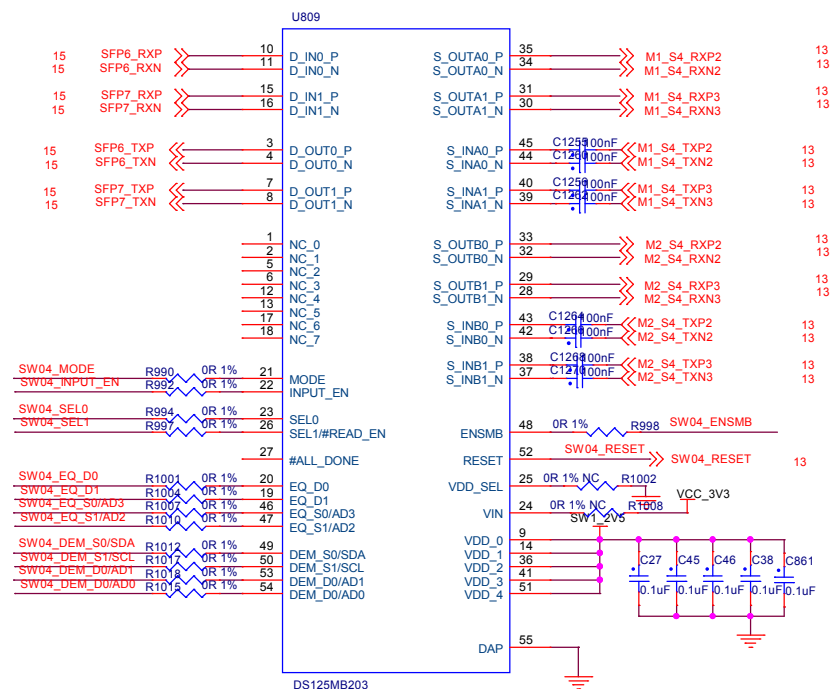 U809
15 SFP6_RXP 10 D_IN0_P S_OUTA0_P 35 M1_S4_RXP2 13
15 SFP6_RXN 11 D_IN0_N S_OUTA0_N 34 M1_S4_RXN2 13
15 SFP7_RXP 15 D_IN1_P S_OUTA1_P 31 M1_S4_RXP3 13
15 SFP7_RXN 16 D_IN1_N S_OUTA1_N 30 M1_S4_RXN3 13
15 SFP6_TXP 3 D_OUT0_P S_INA0_P 45 C1255 100nF M1_S4_TXP2 13
15 SFP6_TXN 4 D_OUT0_N S_INA0_N 44 C1260 M1_S4_TXN2 13
15 SFP7_TXP 7 D_OUT1_P S_INA1_P 40 C1256 100nF M1_S4_TXP3 13
15 SFP7_TXN 8 D_OUT1_N S_INA1_N 39 C1262 M1_S4_TXN3 13
1 NC_0 S_OUTB0_P 33 M2_S4_RXP2 13
2 NC_1 S_OUTB0_N 32 M2_S4_RXN2 13
5 NC_2
6 NC_3 S_OUTB1_P 29 M2_S4_RXP3 13
12 NC_4 S_OUTB1_N 28 M2_S4_RXN3 13
13 NC_5
17 NC_6 S_INB0_P 43 C1264 100nF M2_S4_TXP2 13
18 NC_7 S_INB0_N 42 C1266 M2_S4_TXN2 13
S_INB1_P 38 C1268 100nF M2_S4_TXP3 13
SW04_MODE R990 0R 1% 21 MODE S_INB1_N 37 C1270 M2_S4_TXN3 13
SW04_INPUT_EN R992 0R 1% 22 INPUT_EN
SW04_SEL0 R994 0R 1% 23 SEL0
SW04_SEL1 R997 0R 1% 26 SEL1/#READ_EN ENSMB 48 0R 1% R998 SW04_ENSMB
27 #ALL_DONE RESET 52 SW04_RESET SW04_RESET 13
SW04_EQ_D0 R1001 0R 1% 20 EQ_D0 VDD_SEL 25 0R 1% NC R1002
SW04_EQ_D1 R1004 0R 1% 19 EQ_D1
SW04_EQ_S0/AD3 R1007 0R 1% 46 EQ_S0/AD3 VIN 24 0R 1% NC R1008 VCC_3V3
SW04_EQ_S1/AD2 R1010 0R 1% 47 EQ_S1/AD2
SW1_2V5
SW04_DEM_S0/SDA R1012 0R 1% 49 DEM_S0/SDA VDD_0 9
SW04_DEM_S1/SCL R1017 0R 1% 50 DEM_S1/SCL VDD_1 14
SW04_DEM_D0/AD1 R1018 0R 1% 53 DEM_D0/AD1 VDD_2 36
SW04_DEM_D0/AD0 R1015 0R 1% 54 DEM_D0/AD0 VDD_3 41
VDD_4 51
C27 C45 C46 C38 C861
0.1uF 0.1uF 0.1uF 0.1uF 0.1uF
DAP 55
DS125MB203